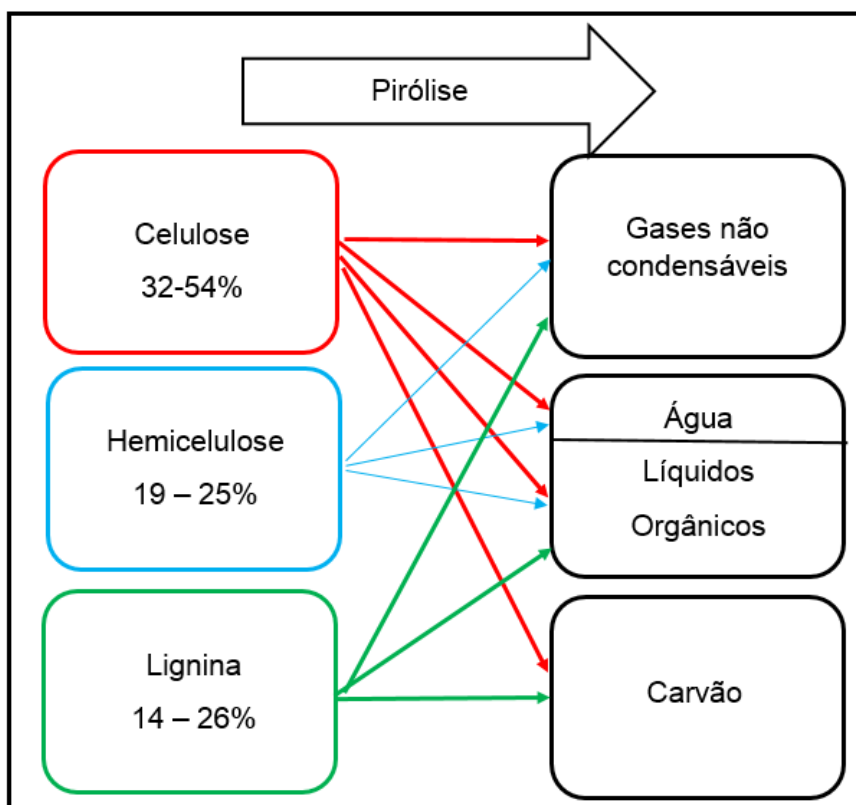 Pirólise
Celulose
32-54%
Hemicelulose
19 – 25%
Lignina
14 – 26%
Gases não
condensáveis
Água
Líquidos
Orgânicos
Carvão